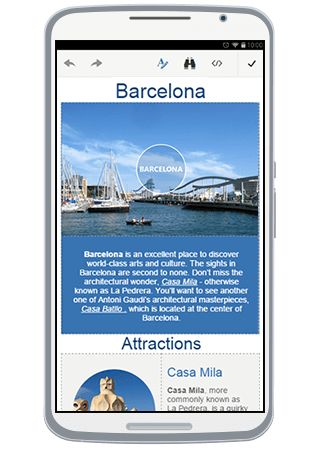 10:00
Barcelona
BARCELONA
Barcelona is an excellent place to discover
world-class arts and culture. The sights in
Barcelona are second to none. Don't miss the
architectural wonder, Casa Mila - otherwise
known as La Pedrera. You'll want to see another
one of Antoni Gaudi's architectural masterpieces,
Casa Batllo , which is located at the center of
Barcelona.
Attractions
Casa Mila
Casa Mila, more
commonly known as
La Pedrera, is a quirky